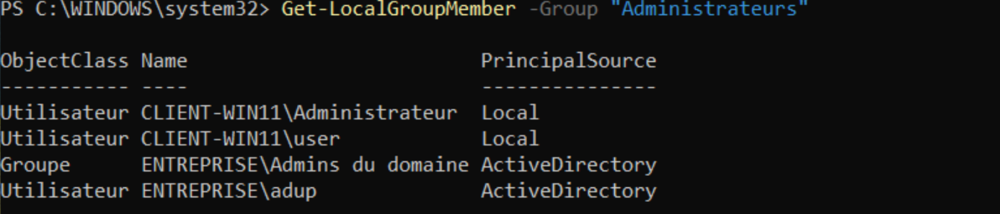 PS C:\WINDOWS\system32> Get-LocalGroupMember -Group "Administrateurs"
ObjectClass Name                         PrincipalSource
----------- ----                         ---------------
Utilisateur CLIENT-WIN11\Administrateur  Local
Utilisateur CLIENT-WIN11\user            Local
Groupe      ENTREPRISE\Admins du domaine ActiveDirectory
Utilisateur ENTREPRISE\adup              ActiveDirectory